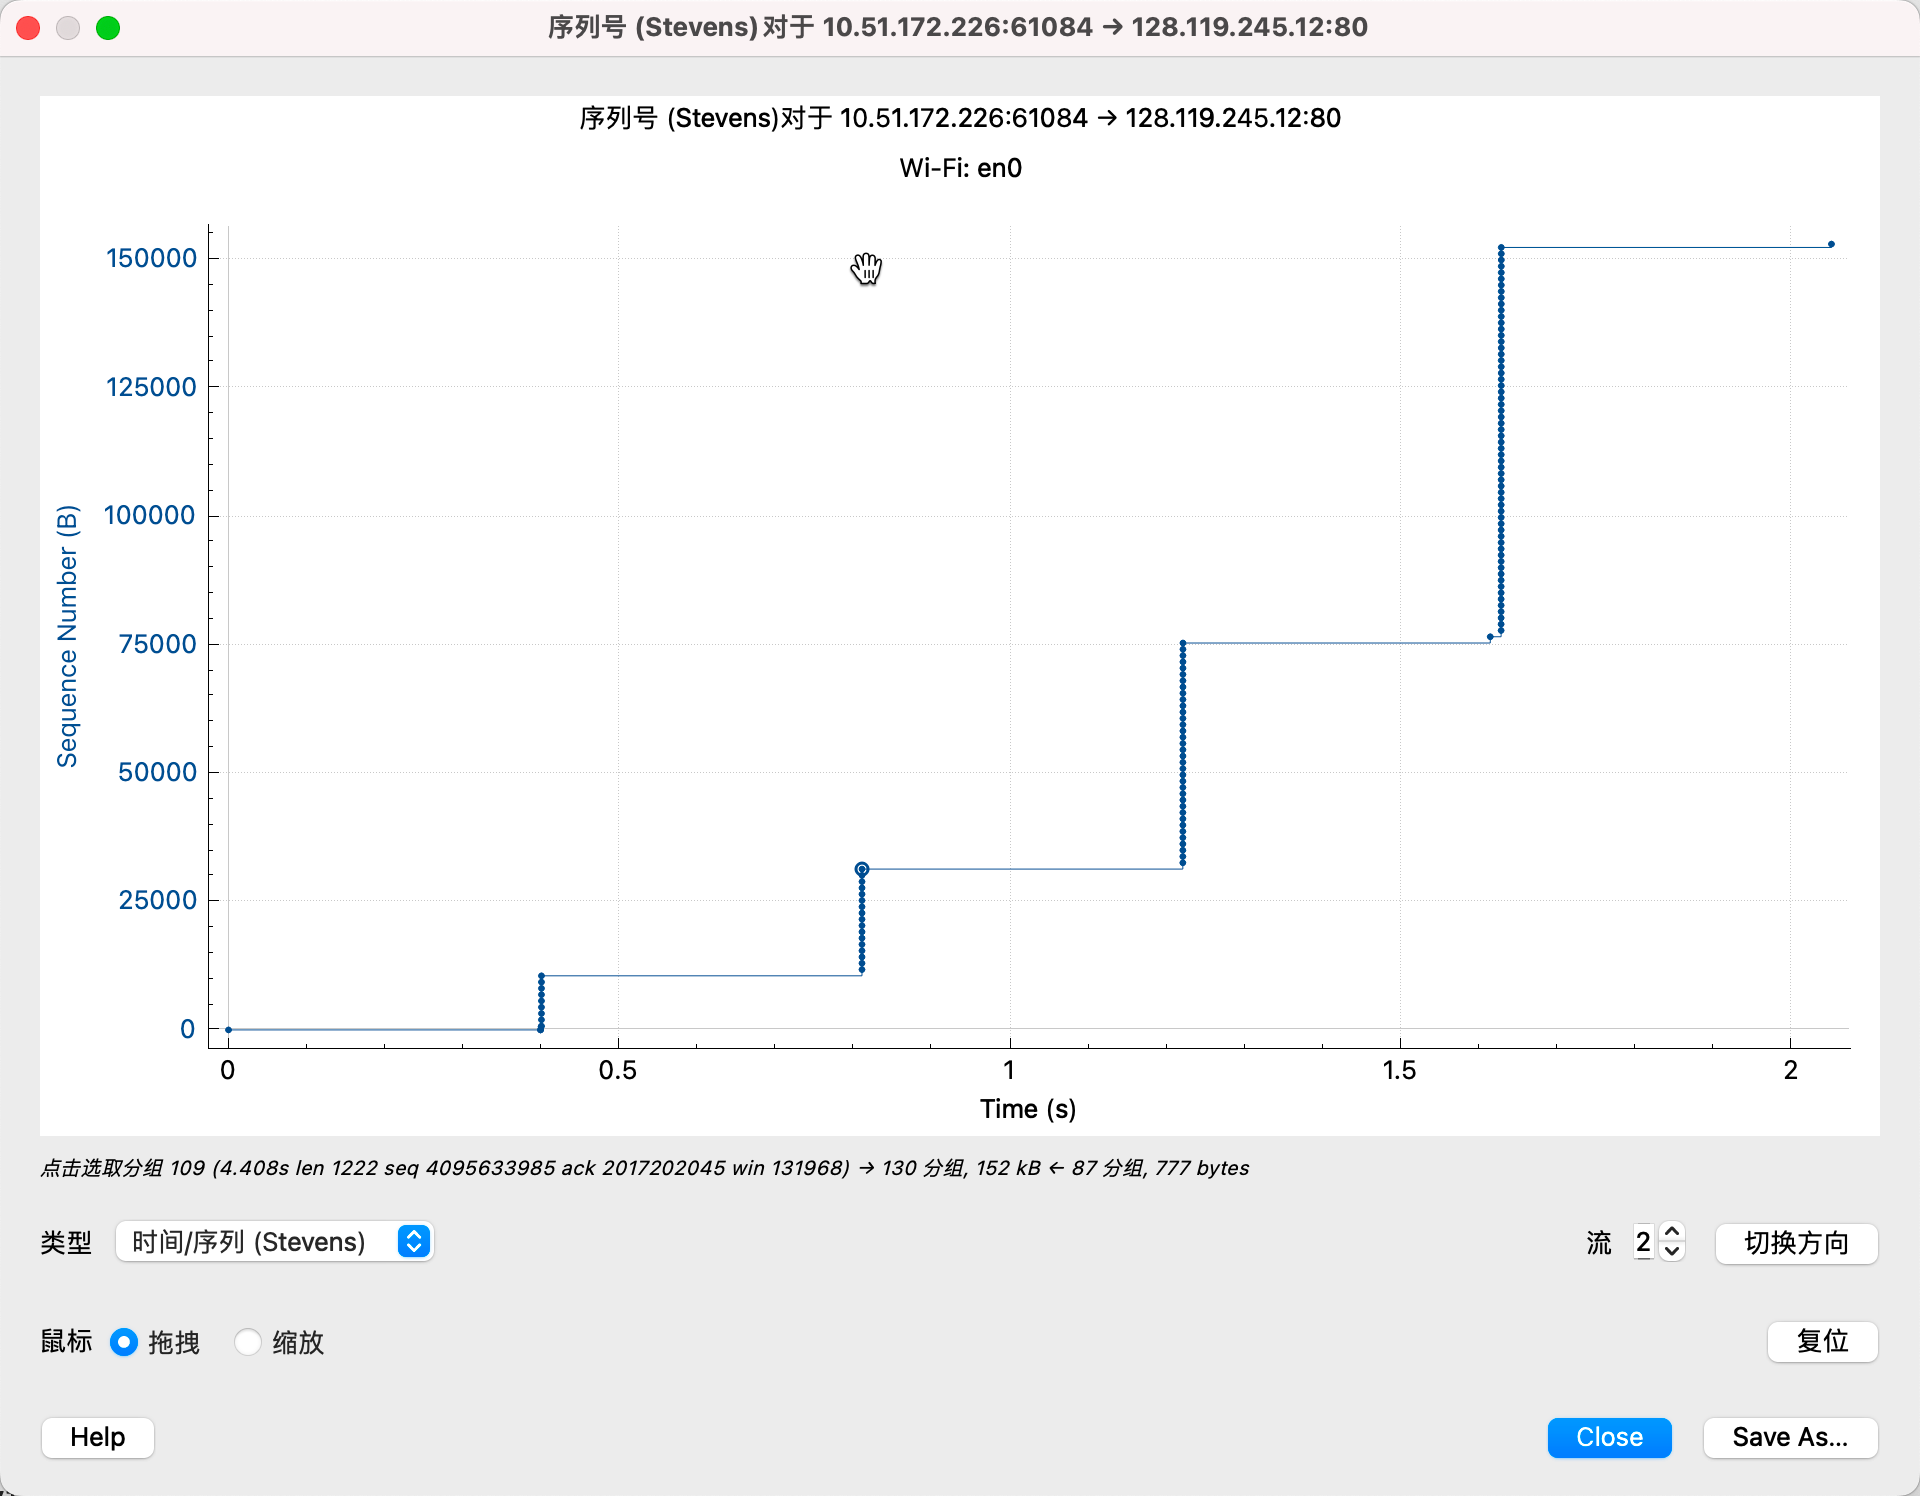 序列号 (Stevens) 对于 10.51.172.226:61084 → 128.119.245.12:80
序列号 (Stevens)对于 10.51.172.226:61084 → 128.119.245.12:80
Wi-Fi: en0
150000
125000
100000
75000
50000
25000
0
Sequence Number (B)
0 0.5 1 1.5 2
Time (s)
点击选取分组 109 (4.408s len 1222 seq 4095633985 ack 2017202045 win 131968) → 130 分组, 152 kB ← 87 分组, 777 bytes
类型 时间/序列 (Stevens) 流 2 切换方向
鼠标 拖拽 缩放 复位
Help Close Save As...